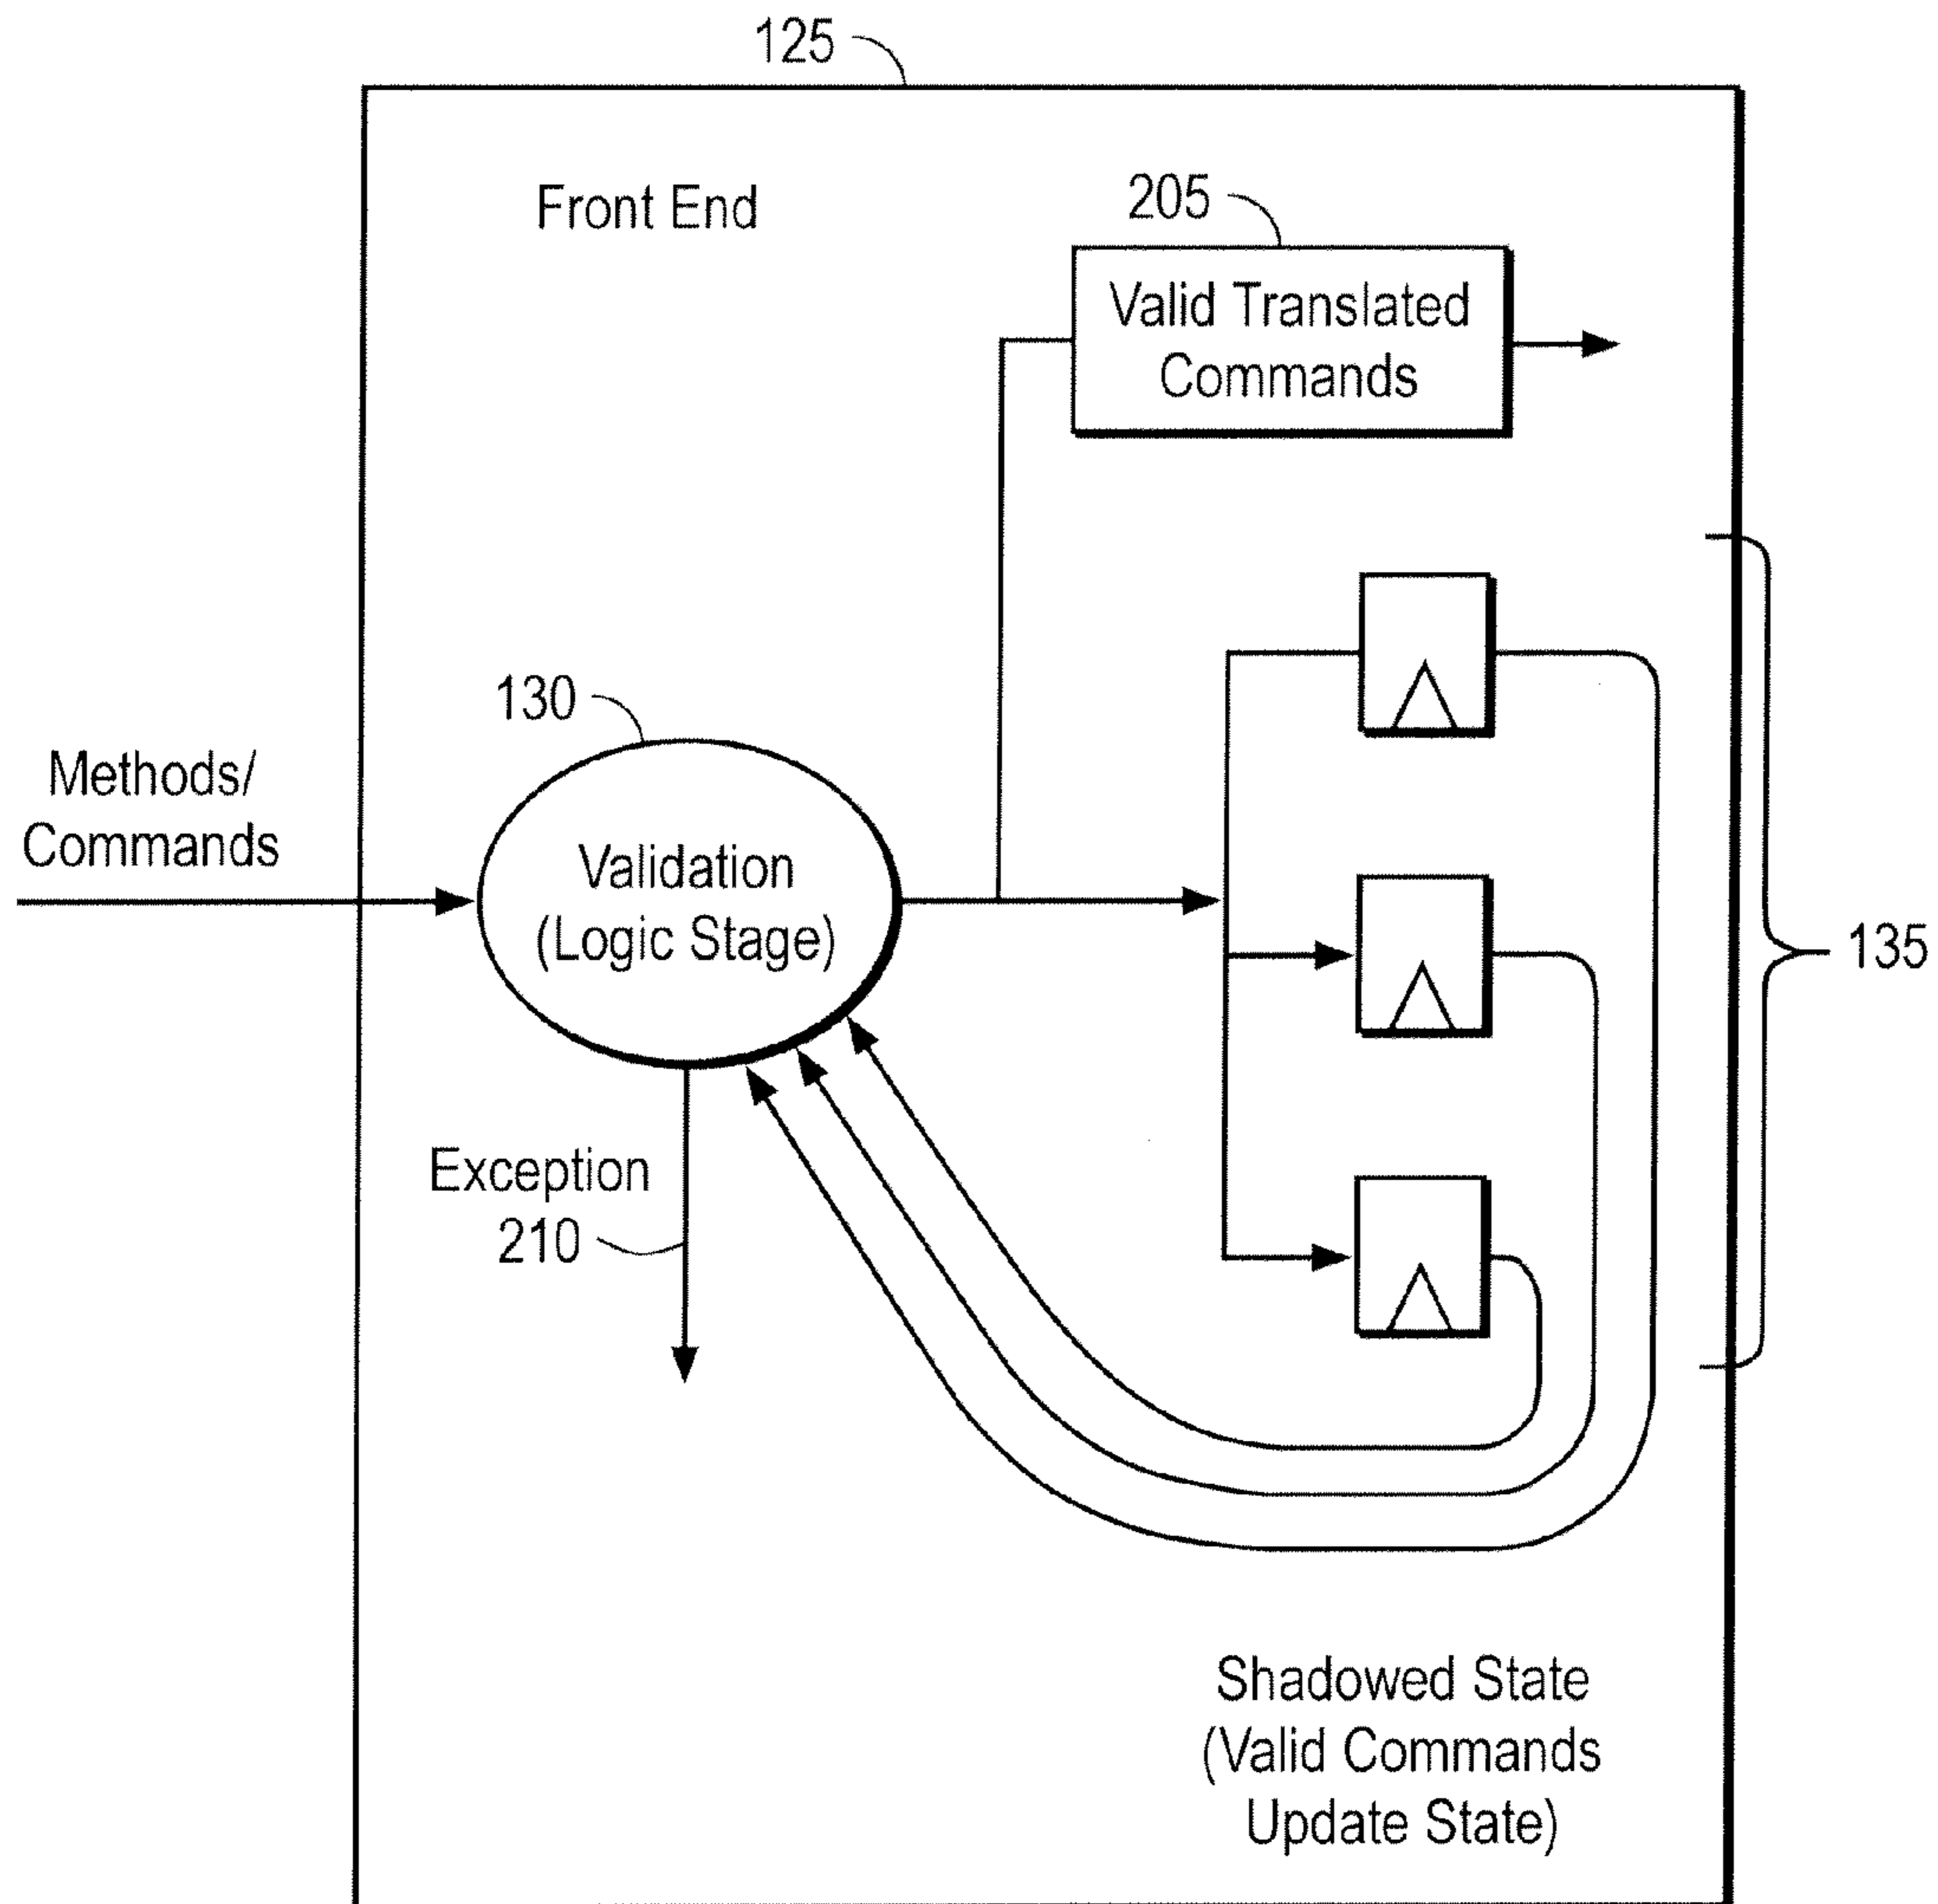 125
Front End
205
Valid Translated
Commands
130
Methods/
Commands
Validation
(Logic Stage)
135
Exception
210
Shadowed State
(Valid Commands
Update State)